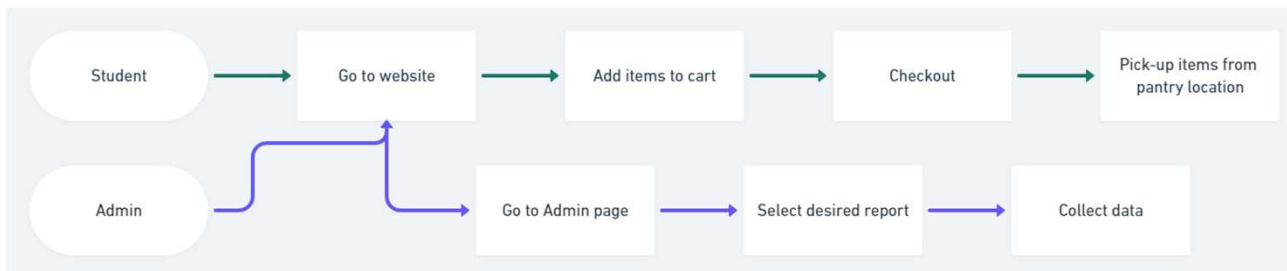 Student
Go to website
Add items to cart
Checkout
Pick-up items from
pantry location
Admin
Go to Admin page
Select desired report
Collect data